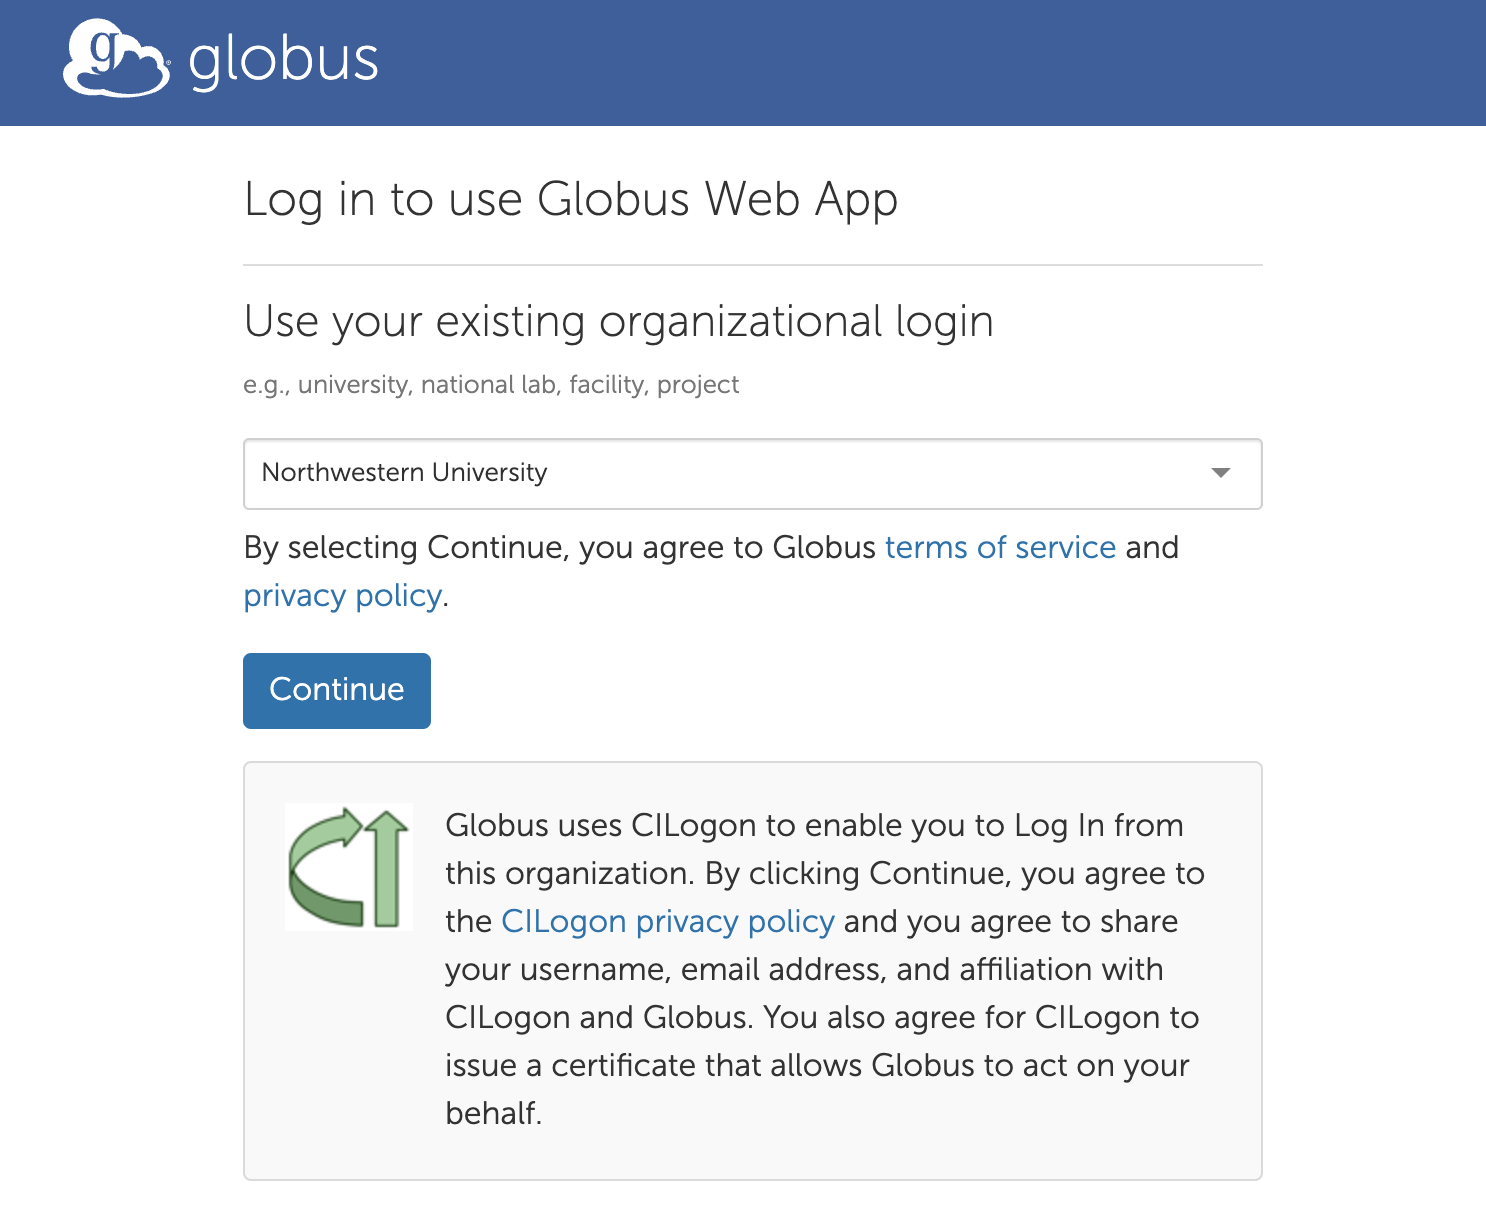 globus
Log in to use Globus Web App
Use your existing organizational login
e.g., university, national lab, facility, project
Northwestern University
By selecting Continue, you agree to Globus terms of service and
privacy policy.
Continue
Globus uses CILogon to enable you to Log In from
this organization. By clicking Continue, you agree to
the CILogon privacy policy and you agree to share
your username, email address, and affiliation with
CILogon and Globus. You also agree for CILogon to
issue a certificate that allows Globus to act on your
behalf.